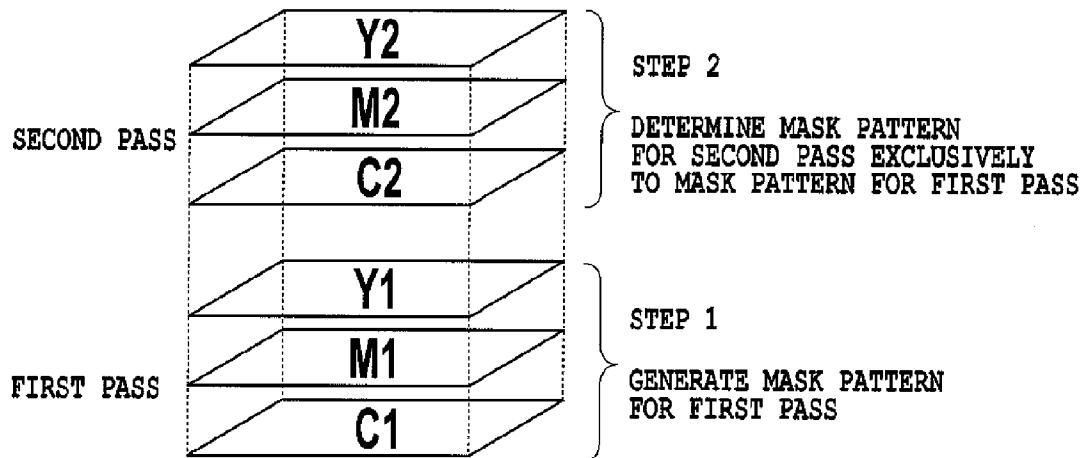 Y2
M2
C2
SECOND PASS
STEP 2
DETERMINE MASK PATTERN
FOR SECOND PASS EXCLUSIVELY
TO MASK PATTERN FOR FIRST PASS
Y1
M1
C1
FIRST PASS
STEP 1
GENERATE MASK PATTERN
FOR FIRST PASS